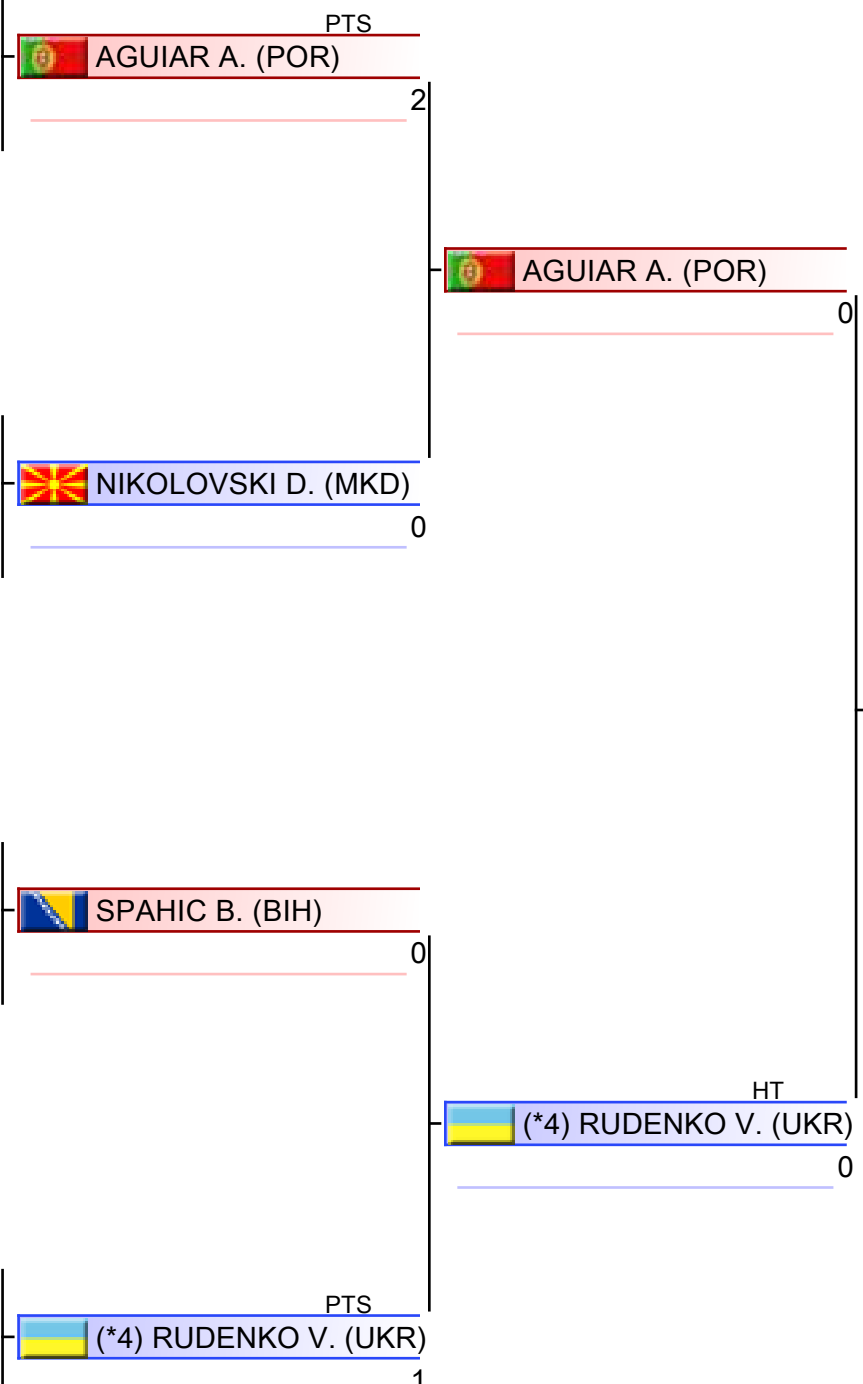 PTS
AGUIAR A. (POR)
2
AGUIAR A. (POR)
0
NIKOLOVSKI D. (MKD)
0
SPAHIC B. (BIH)
0
HT
(*4) RUDENKO V. (UKR)
0
PTS
(*4) RUDENKO V. (UKR)
1